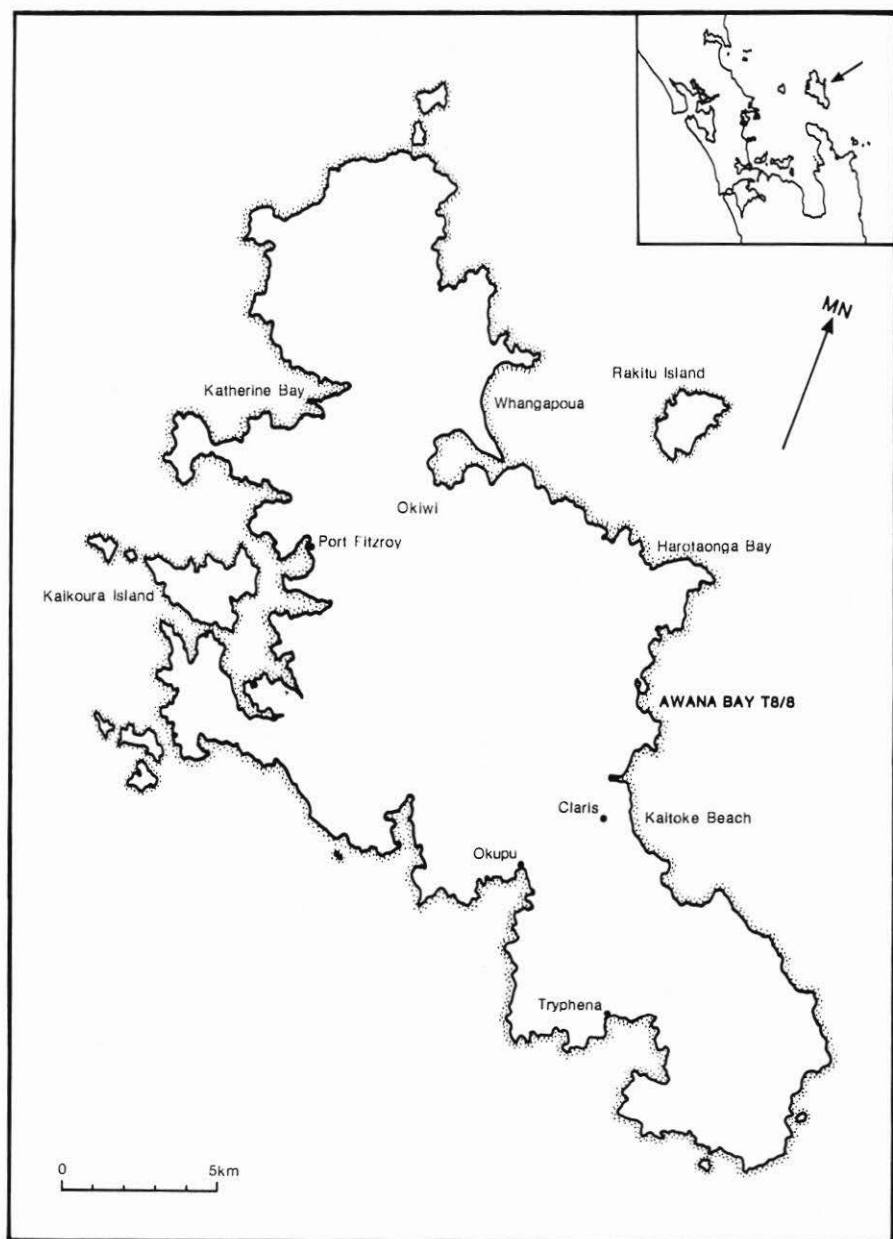 MN
Rakitu Island
Katherine Bay
Whangapoua
Okiwi
Port Fitzroy
Harotaonga Bay
Kaikoura Island
AWANA BAY T8/8
Claris
Kaitoke Beach
Okupu
Tryphena
0 5km